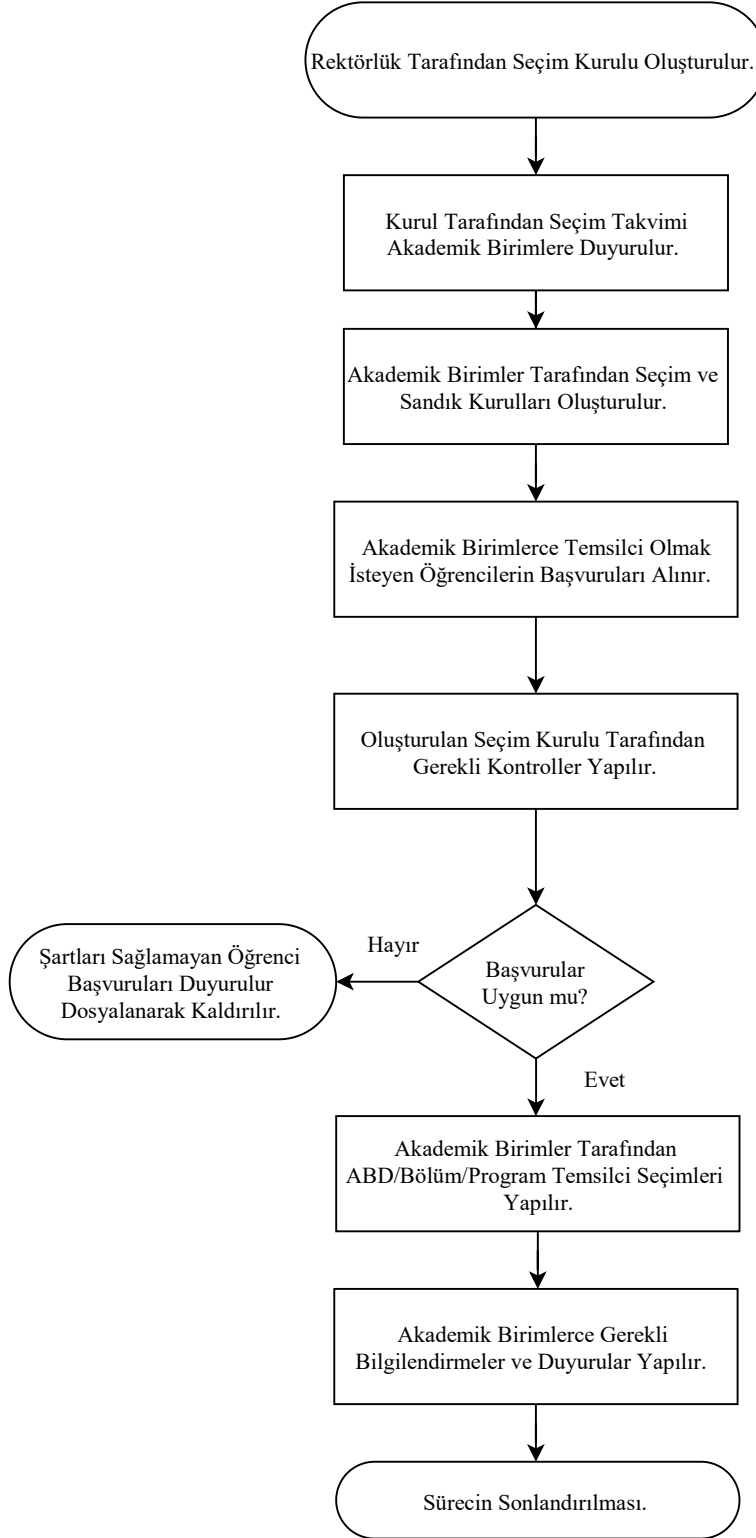 Rektörlük Tarafından Seçim Kurulu Oluşturulur.
Kurul Tarafından Seçim Takvimi
Akademik Birimlere Duyurulur.
Akademik Birimler Tarafından Seçim ve
Sandık Kurulları Oluşturulur.
Akademik Birimlerce Temsilci Olmak
İsteyen Öğrencilerin Başvuruları Alınır.
Oluşturulan Seçim Kurulu Tarafından
Gerekli Kontroller Yapılır.
Başvurular
Uygun mu?
Hayır
Şartları Sağlamayan Öğrenci
Başvuruları Duyurulur
Dosyalanarak Kaldırılır.
Evet
Akademik Birimler Tarafından
ABD/Bölüm/Program Temsilci Seçimleri
Yapılır.
Akademik Birimlerce Gerekli
Bilgilendirmeler ve Duyurular Yapılır.
Sürecin Sonlandırılması.